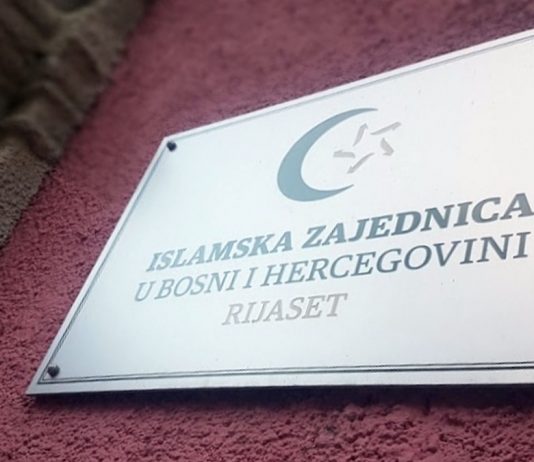 ISLAMSKA ZAJEDNICA
U BOSNI I HERCEGOVINI
RIJASET